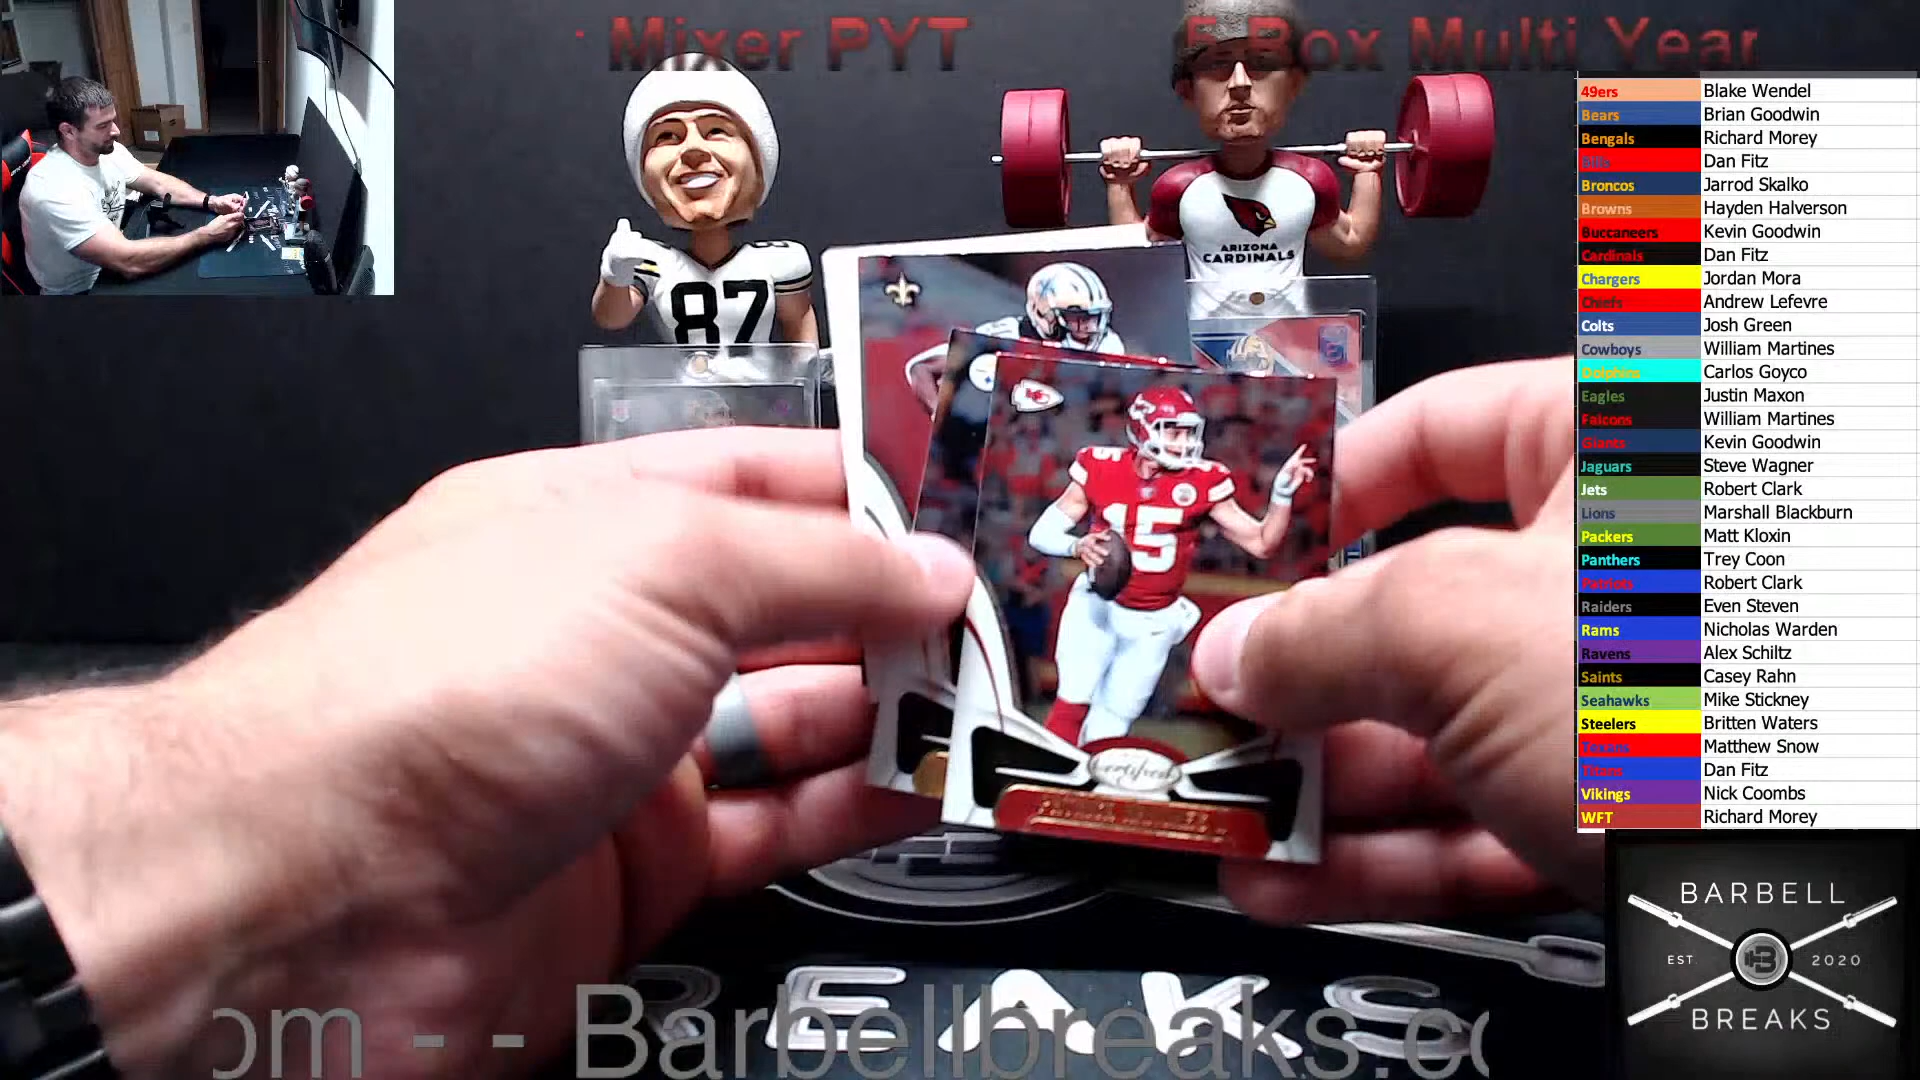 Mixer PYT
5 Box Multi Year
49ers Blake Wendel
Bears Brian Goodwin
Bengals Richard Morey
Bills Dan Fitz
Broncos Jarrod Skalko
Browns Hayden Halverson
Buccaneers Kevin Goodwin
Cardinals Dan Fitz
Chargers Jordan Mora
Chiefs Andrew Lefevre
Colts Josh Green
Cowboys William Martines
Dolphins Carlos Goyco
Eagles Justin Maxon
Falcons William Martines
Giants Kevin Goodwin
Jaguars Steve Wagner
Jets Robert Clark
Lions Marshall Blackburn
Packers Matt Kloxin
Panthers Trey Coon
Patriots Robert Clark
Raiders Even Steven
Rams Nicholas Warden
Ravens Alex Schiltz
Saints Casey Rahn
Seahawks Mike Stickney
Steelers Britten Waters
Texans Matthew Snow
Titans Dan Fitz
Vikings Nick Coombs
WFT Richard Morey
87
ARIZONA
CARDINALS
15
Certified
BARBELL
EST. 2020
B
BREAKS
REAKS
om - - Barbellbreaks.co